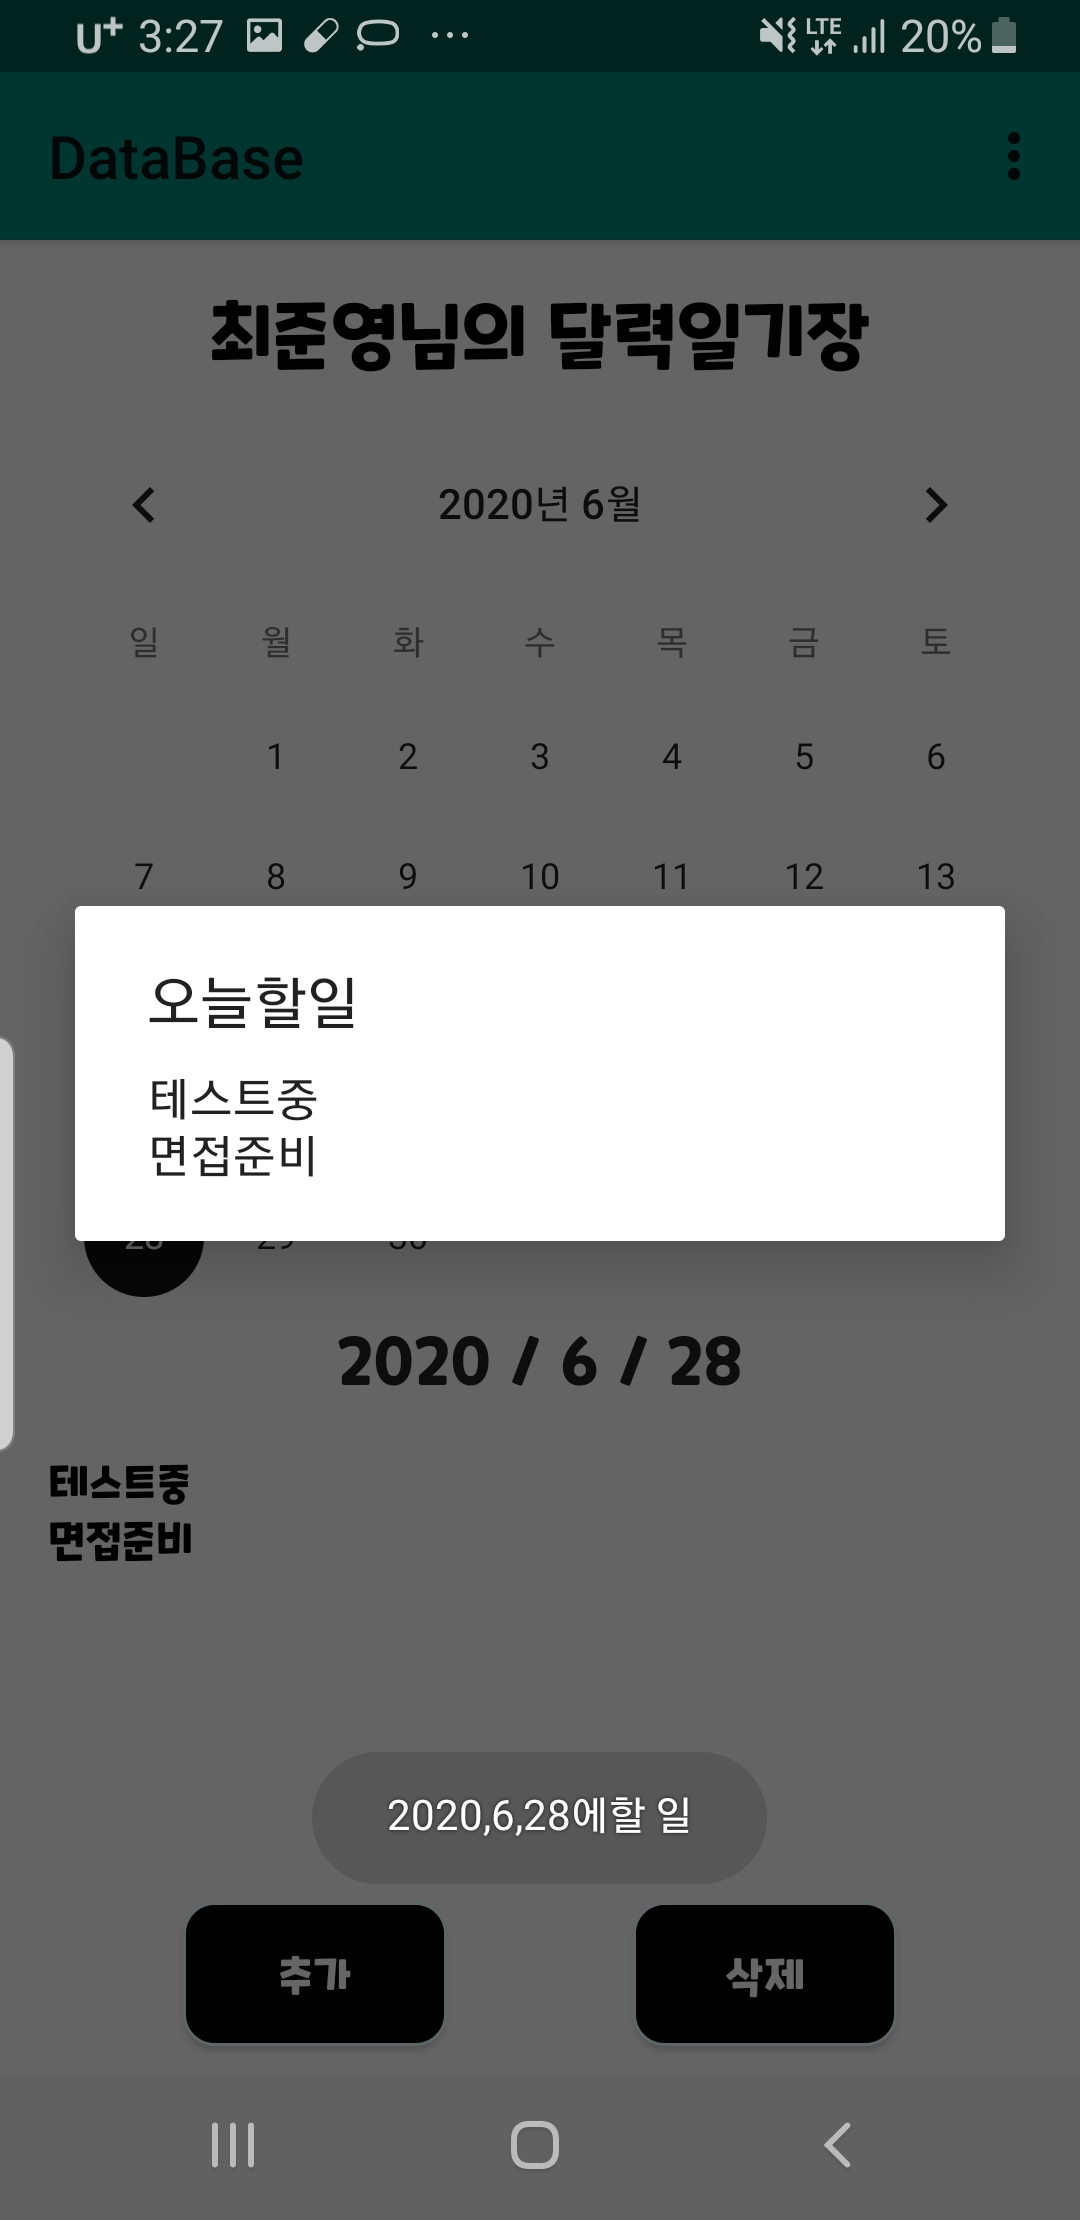 U+ 3:27 LTE 20%
DataBase
최준영님의 달력일기장
2020년 6월
일 월 화 수 목 금 토
1 2 3 4 5 6
7 8 9 10 11 12 13
오늘할일
테스트중
면접준비
28 29 30
2020 / 6 / 28
테스트중
면접준비
2020,6,28에할 일
추가 삭제